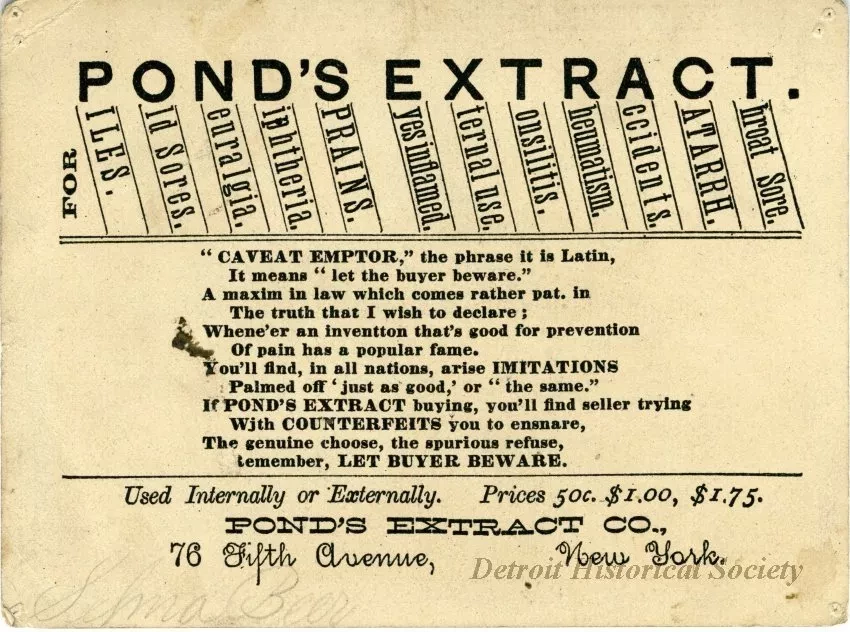 POND'S EXTRACT.
FOR
ILES.
ld Sores.
euralgia.
iphtheria.
PRAINS.
yes inflamed.
ternal use.
onsilitis.
heumatism.
ccidents.
ATARRH.
hroat Sore.
“ CAVEAT EMPTOR,” the phrase it is Latin,
It means “ let the buyer beware.”
A maxim in law which comes rather pat. in
The truth that I wish to declare ;
Whene'er an inventton that's good for prevention
Of pain has a popular fame.
You'll find, in all nations, arise IMITATIONS
Palmed off ‘just as good,’ or “ the same.”
If POND'S EXTRACT buying, you'll find seller trying
Wjth COUNTERFEITS you to ensnare,
The genuine choose, the spurious refuse,
temember, LET BUYER BEWARE.
Used Internally or Externally. Prices 50c. $1.00, $1.75.
POND'S EXTRACT CO.,
76 Fifth Avenue, New York.
Detroit Historical Society
Selma Beer